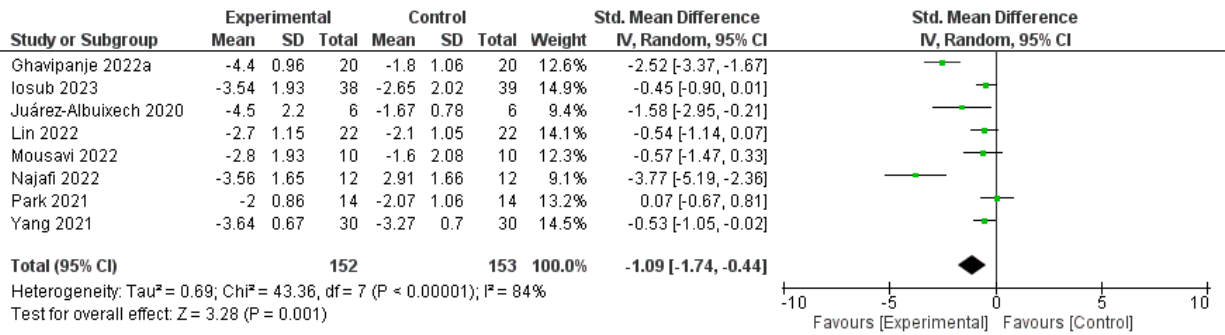 Experimental Control Std. Mean Difference Std. Mean Difference
Study or Subgroup Mean SD Total Mean SD Total Weight IV, Random, 95% CI IV, Random, 95% CI
Ghavipanje 2022a -4.4 0.96 20 -1.8 1.06 20 12.6% -2.52 [-3.37, -1.67]
Iosub 2023 -3.54 1.93 38 -2.65 2.02 39 14.9% -0.45 [-0.90, 0.01]
Juárez-Albuixech 2020 -4.5 2.2 6 -1.67 0.78 6 9.4% -1.58 [-2.95, -0.21]
Lin 2022 -2.7 1.15 22 -2.1 1.05 22 14.1% -0.54 [-1.14, 0.07]
Mousavi 2022 -2.8 1.93 10 -1.6 2.08 10 12.3% -0.57 [-1.47, 0.33]
Najafi 2022 -3.56 1.65 12 2.91 1.66 12 9.1% -3.77 [-5.19, -2.36]
Park 2021 -2 0.86 14 -2.07 1.06 14 13.2% 0.07 [-0.67, 0.81]
Yang 2021 -3.64 0.67 30 -3.27 0.7 30 14.5% -0.53 [-1.05, -0.02]
Total (95% CI) 152 153 100.0% -1.09 [-1.74, -0.44]
Heterogeneity: Tau² = 0.69; Chi² = 43.36, df = 7 (P < 0.00001); I² = 84%
Test for overall effect: Z = 3.28 (P = 0.001)
-10 -5 0 5 10
Favours [Experimental] Favours [Control]